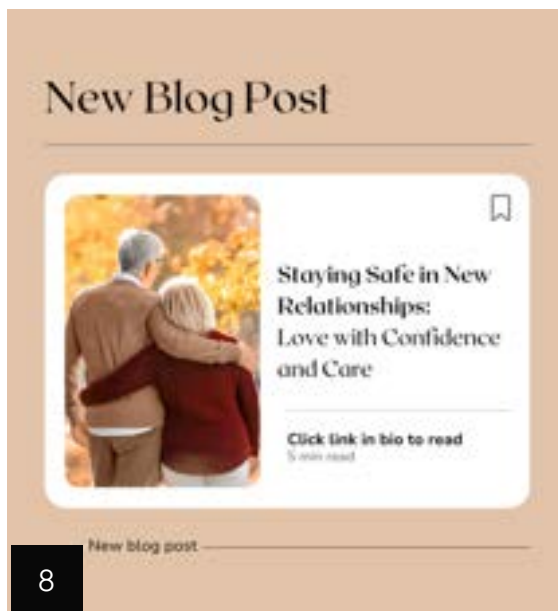 New Blog Post
Staying Safe in New
Relationships:
Love with Confidence
and Care
Click link in bio to read
5 min read
New blog post
8